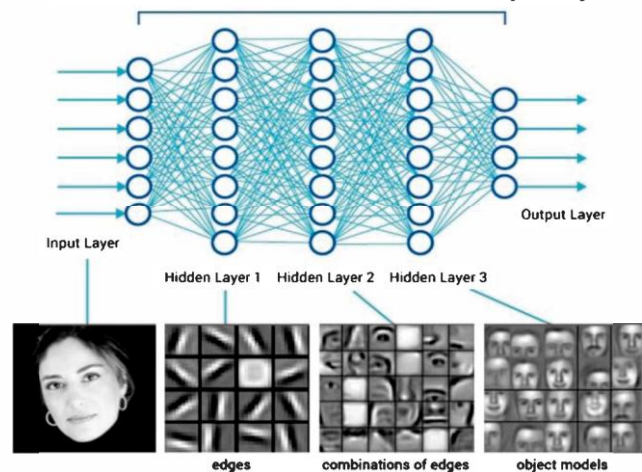 Input Layer
Hidden Layer 1
Hidden Layer 2
Hidden Layer 3
Output Layer
edges
combinations of edges
object models